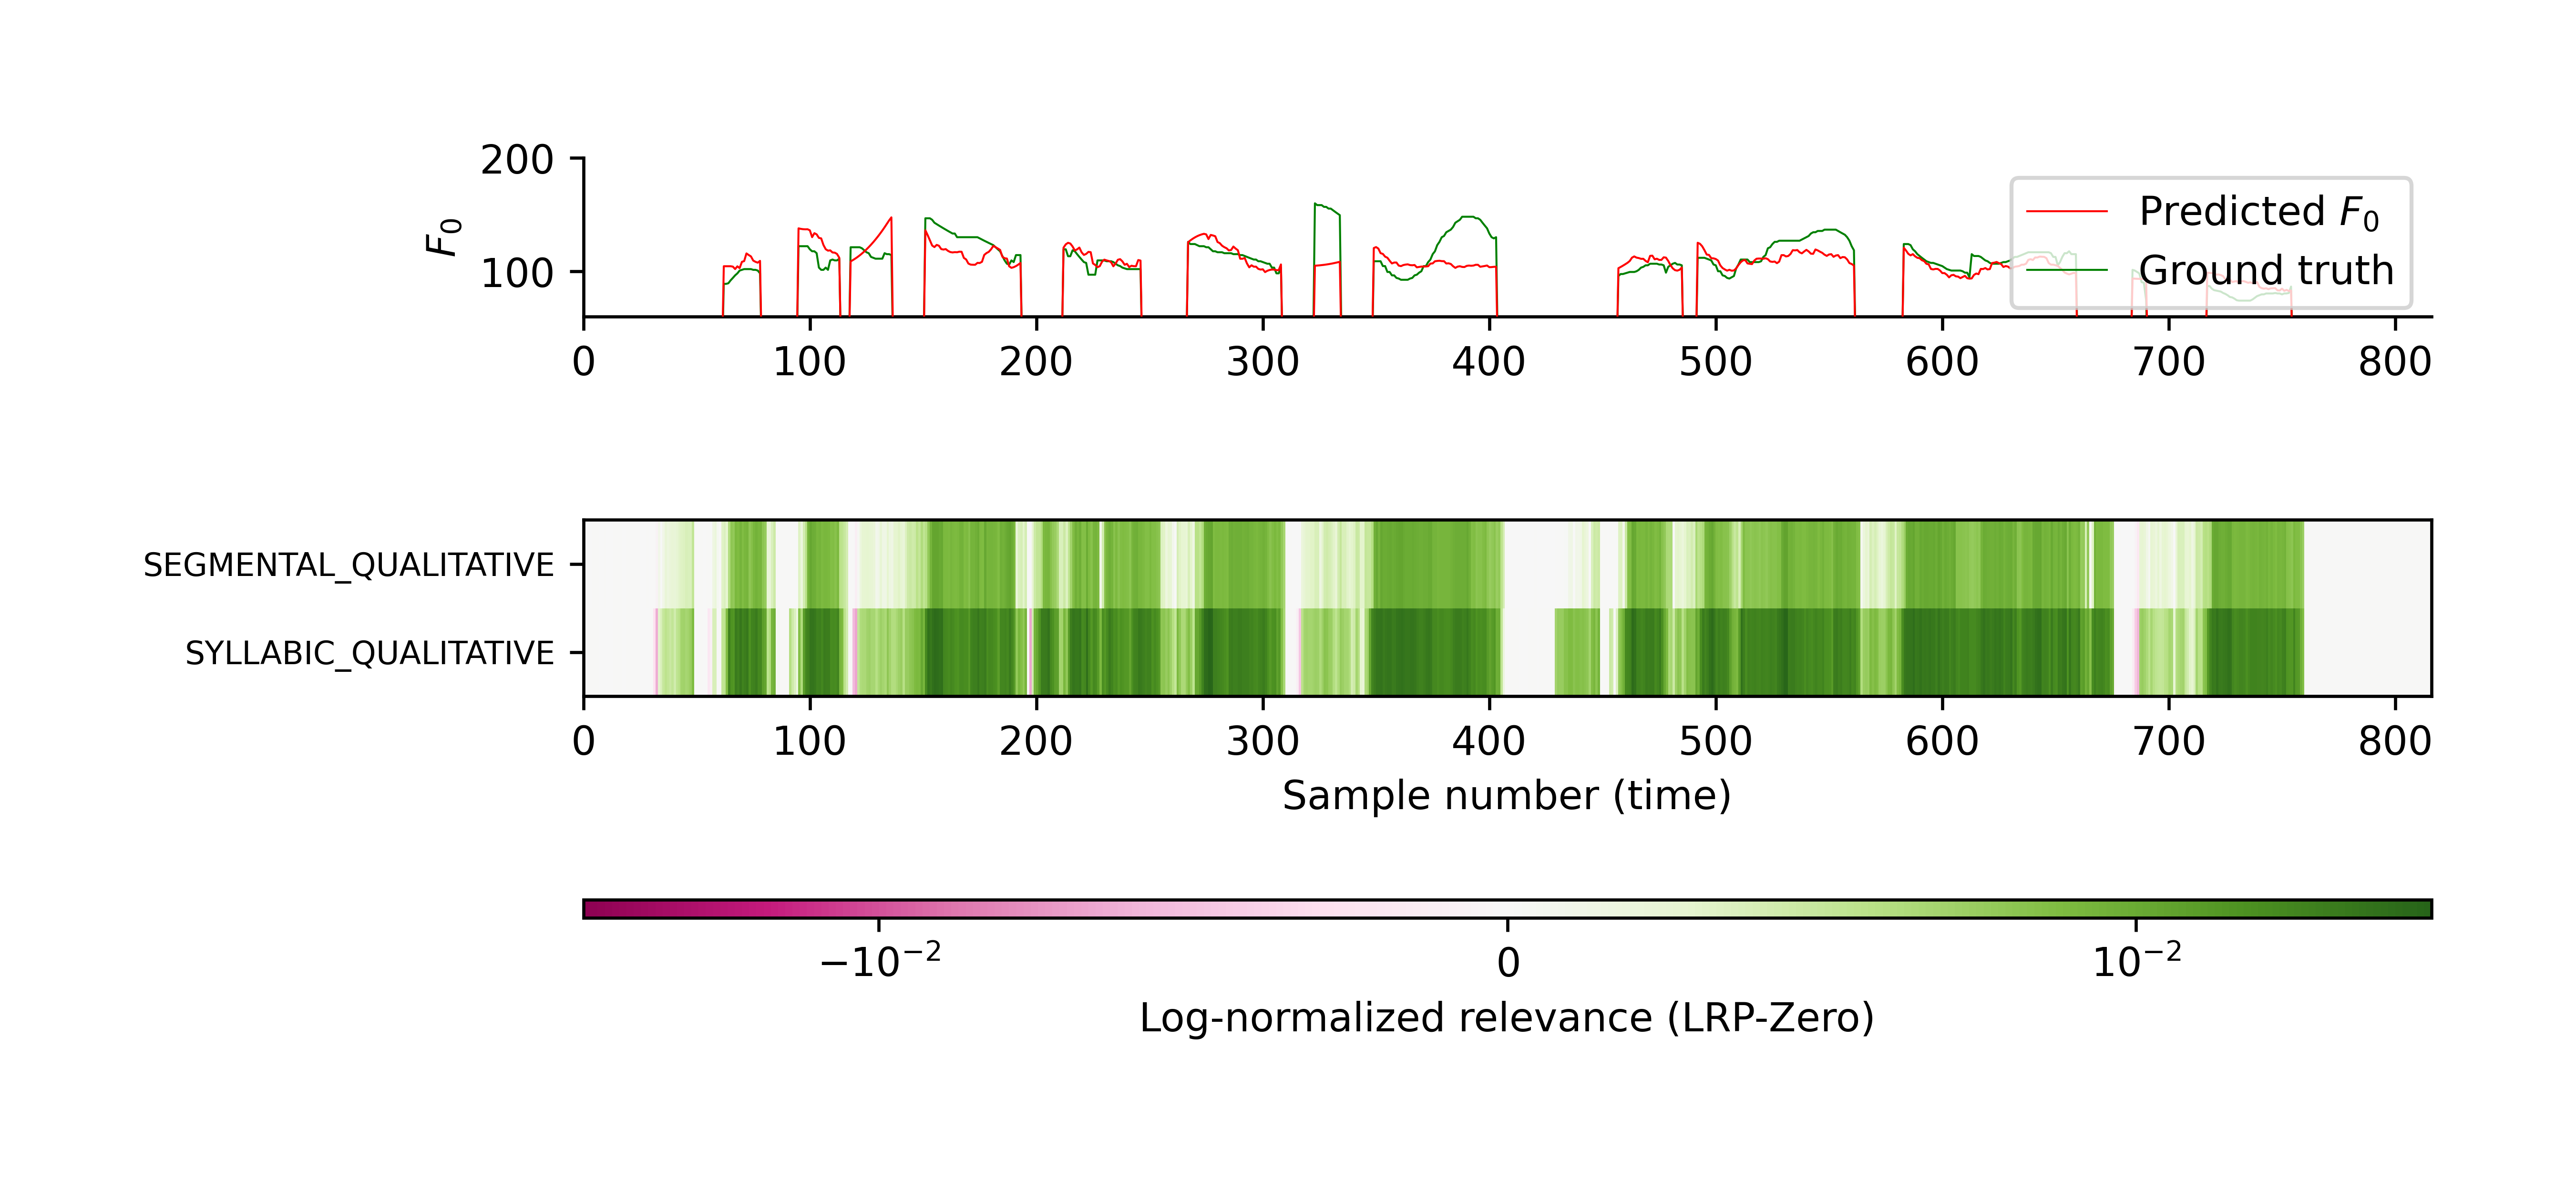 200
100
F₀
Predicted F₀
Ground truth
0 100 200 300 400 500 600 700 800
SEGMENTAL_QUALITATIVE
SYLLABIC_QUALITATIVE
0 100 200 300 400 500 600 700 800
Sample number (time)
−10⁻² 0 10⁻²
Log-normalized relevance (LRP-Zero)